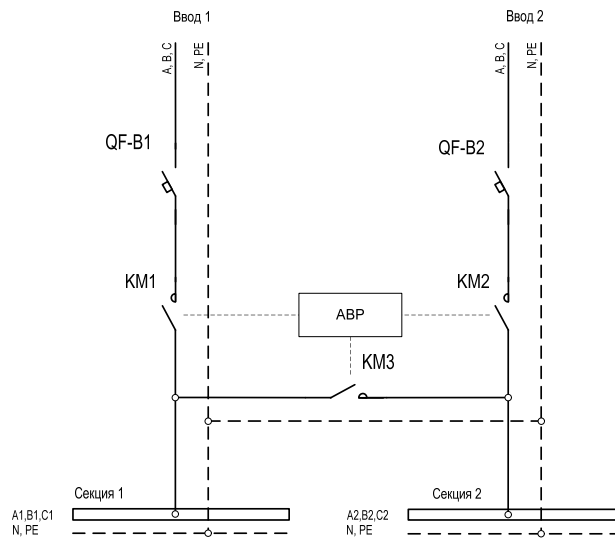 Ввод 1
Ввод 2
A, B, C
N, PE
A, B, C
N, PE
QF-B1
QF-B2
KM1
KM2
АВР
KM3
Секция 1
Секция 2
A1,B1,C1
N, PE
A2,B2,C2
N, PE